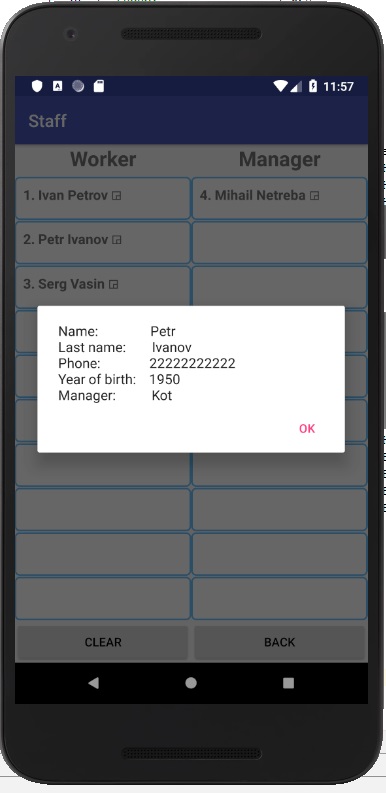 11:57
Staff
Worker Manager
1. Ivan Petrov 4. Mihail Netreba
2. Petr Ivanov
3. Serg Vasin
Name: Petr
Last name: Ivanov
Phone: 22222222222
Year of birth: 1950
Manager: Kot
OK
CLEAR BACK